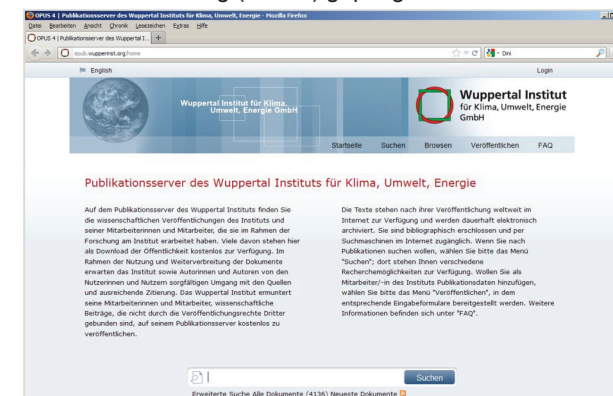 OPUS 4 | Publikationsserver des Wuppertal Instituts für Klima, Umwelt, Energie - Mozilla Firefox
Datei Bearbeiten Ansicht Chronik Lesezeichen Extras Hilfe
OPUS 4 | Publikationsserver des Wuppertal I... +
epub.wupperinst.org/home
Dini
English
Login
Wuppertal Institut für Klima,
Umwelt, Energie GmbH
Wuppertal Institut
für Klima, Umwelt, Energie
GmbH
Startseite Suchen Browsen Veröffentlichen FAQ
Publikationsserver des Wuppertal Instituts für Klima, Umwelt, Energie
Auf dem Publikationsserver des Wuppertal Instituts finden Sie
die wissenschaftlichen Veröffentlichungen des Instituts und
seiner Mitarbeiterinnen und Mitarbeiter, die sie im Rahmen der
Forschung am Institut erarbeitet haben. Viele davon stehen hier
als Download der Öffentlichkeit kostenlos zur Verfügung. Im
Rahmen der Nutzung und Weiterverbreitung der Dokumente
erwarten das Institut sowie Autorinnen und Autoren von den
Nutzerinnen und Nutzern sorgfältigen Umgang mit den Quellen
und ausreichende Zitierung. Das Wuppertal Institut ermuntert
seine Mitarbeiterinnen und Mitarbeiter, wissenschaftliche
Beiträge, die nicht durch die Veröffentlichungsrechte Dritter
gebunden sind, auf seinem Publikationsserver kostenlos zu
veröffentlichen.
Die Texte stehen nach ihrer Veröffentlichung weltweit im
Internet zur Verfügung und werden dauerhaft elektronisch
archiviert. Sie sind bibliographisch erschlossen und per
Suchmaschinen im Internet zugänglich. Wenn Sie nach
Publikationen suchen wollen, wählen Sie bitte das Menü
"Suchen"; dort stehen Ihnen verschiedene
Recherchemöglichkeiten zur Verfügung. Wollen Sie als
Mitarbeiter/-in des Instituts Publikationsdaten hinzufügen,
wählen Sie bitte das Menü "Veröffentlichen", in dem
entsprechende Eingabeformulare bereitgestellt werden. Weitere
Informationen befinden sich unter "FAQ".
Suchen
Erweiterte Suche Alle Dokumente (4136) Neueste Dokumente